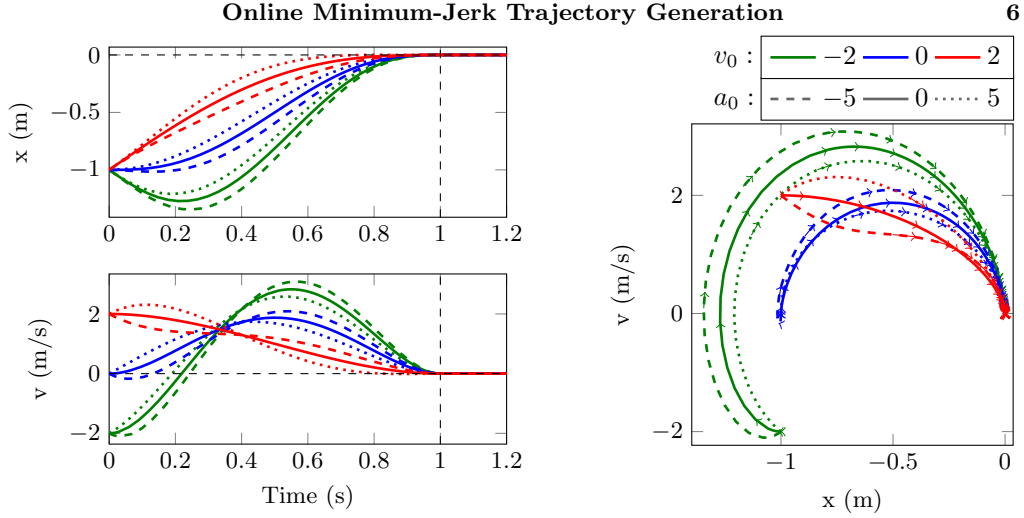 Online Minimum-Jerk Trajectory Generation 6
v₀ : −2 0 2
a₀ : −5 0 5
x (m)
0
−0.5
−1
0 0.2 0.4 0.6 0.8 1 1.2
v (m/s)
2
0
−2
0 0.2 0.4 0.6 0.8 1 1.2
Time (s)
v (m/s)
2
0
−2
−1 −0.5 0
x (m)